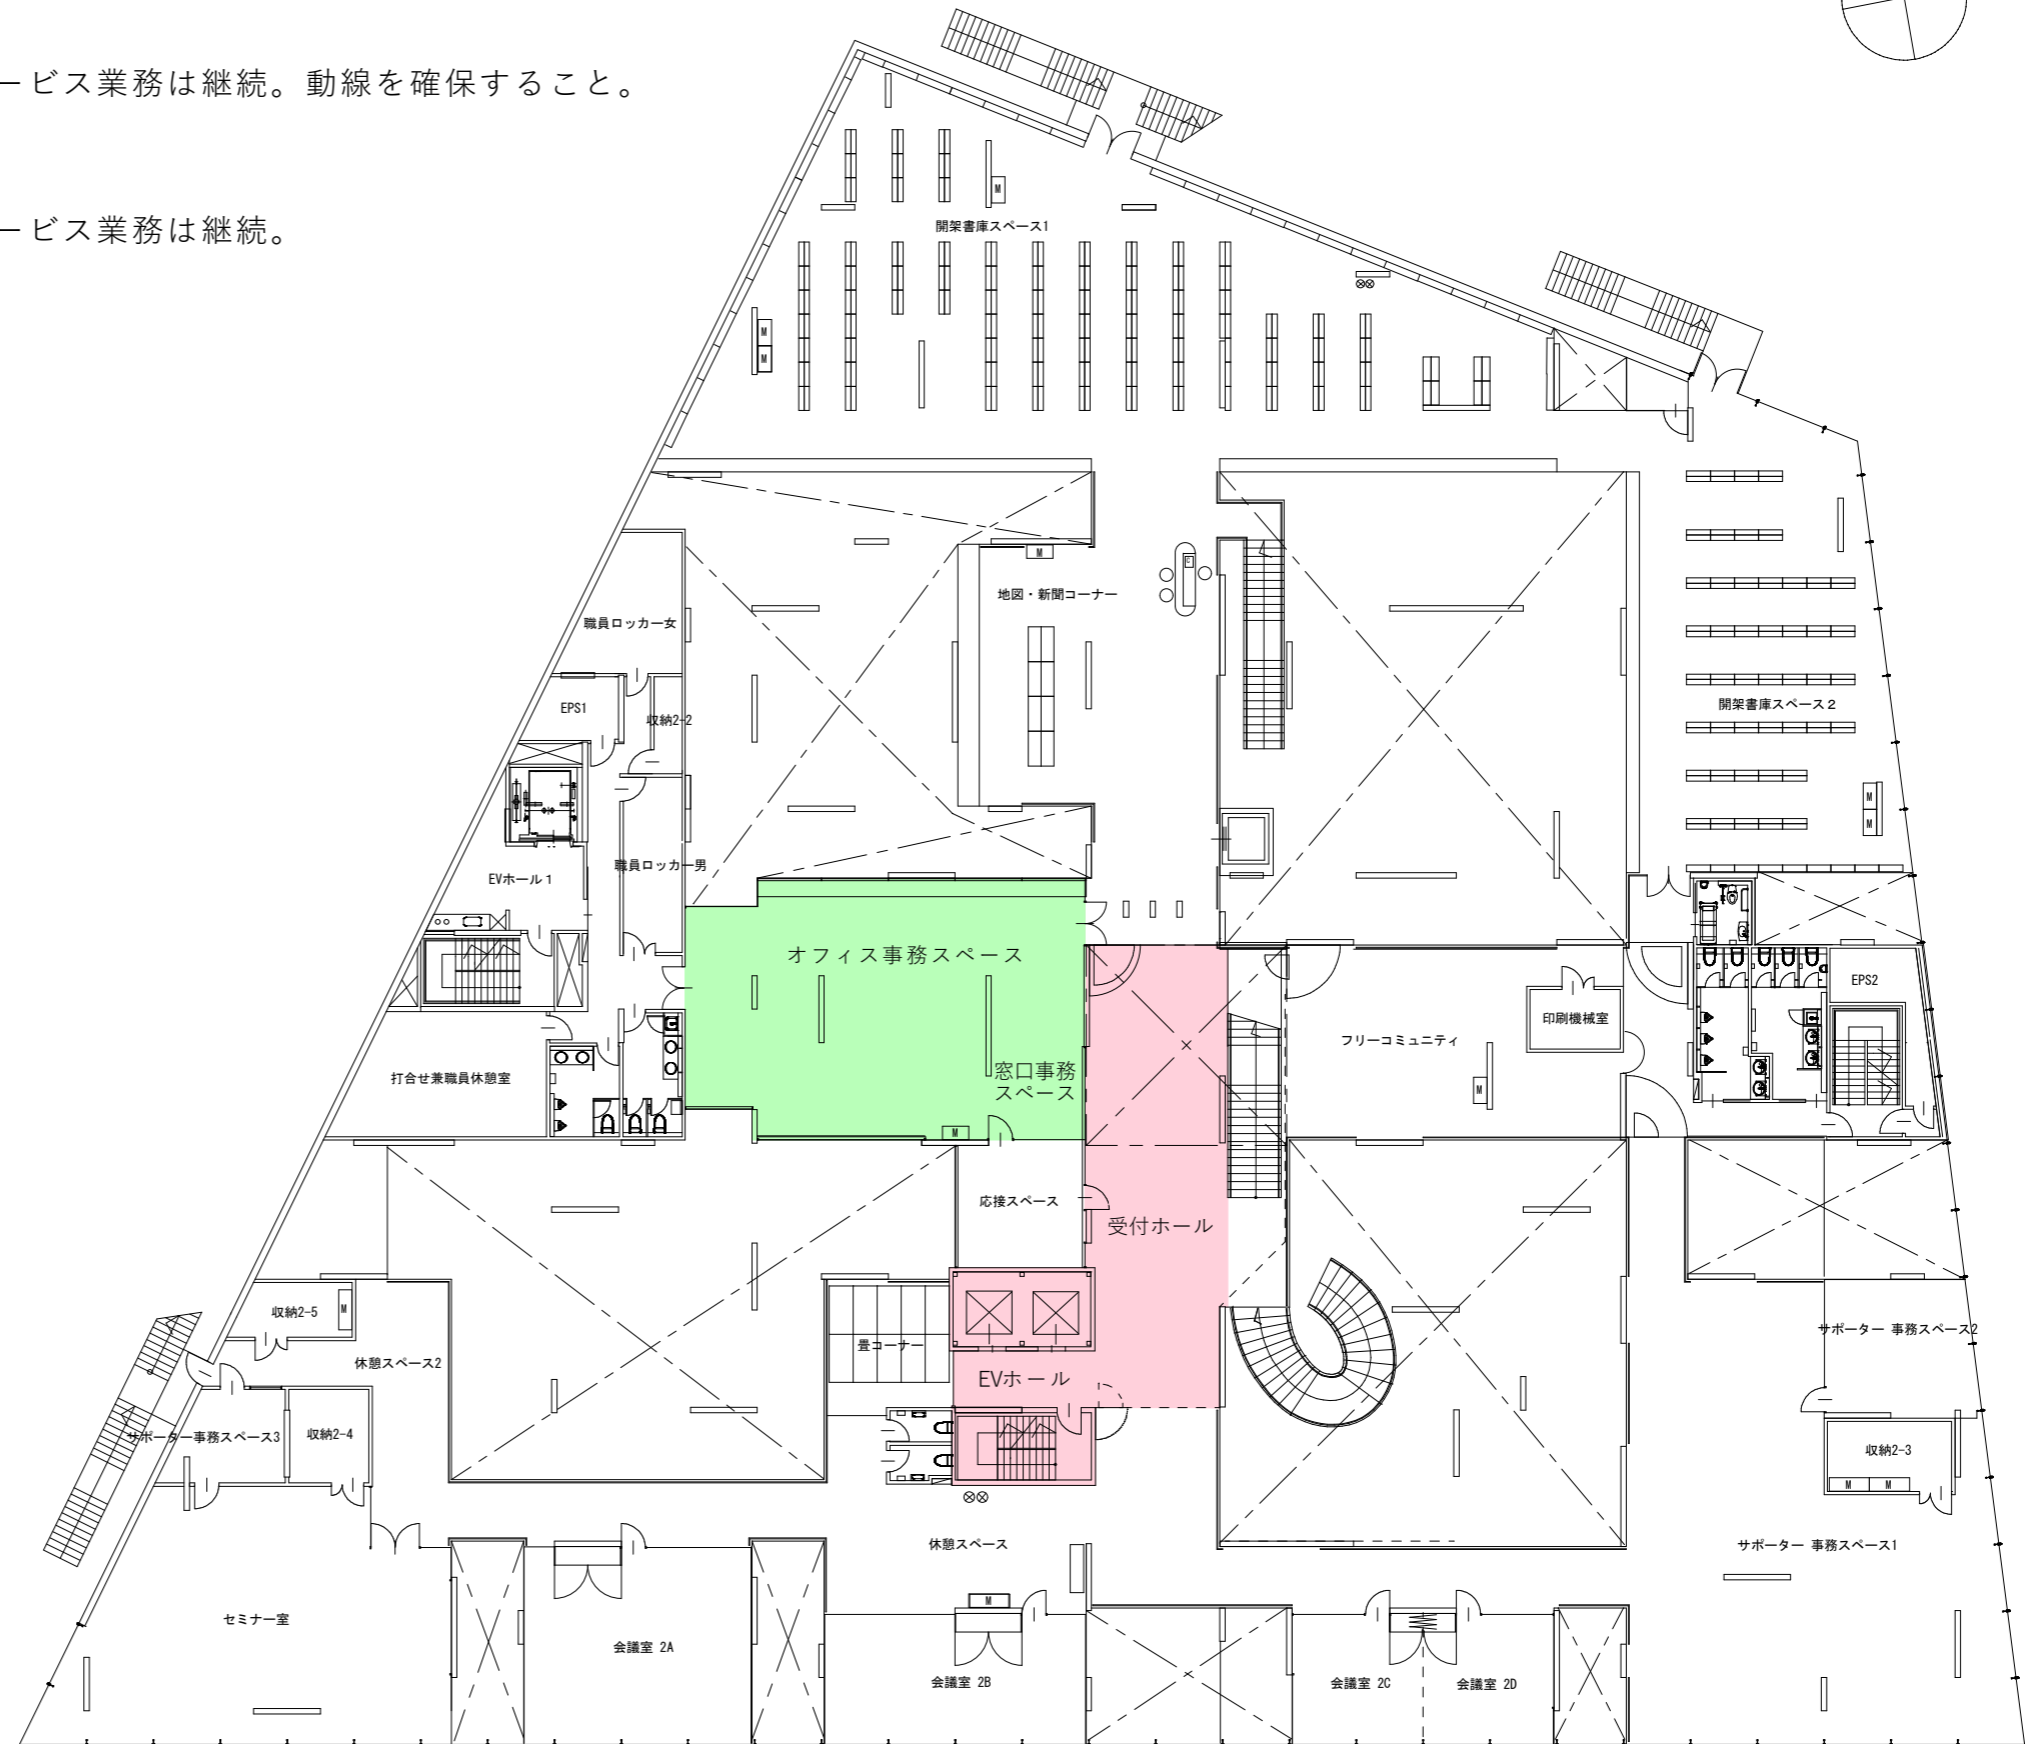 ービス業務は継続。動線を確保すること。
ービス業務は継続。
開架書庫スペース1
M
M
M
M
地図・新聞コーナー
C
職員ロッカー女
EPS1
収納2-2
開架書庫スペース２
M
M
職員ロッカー男
EVホール１
オフィス事務スペース
EPS2
印刷機械室
フリーコミュニティ
M
窓口事務
スペース
打合せ兼職員休憩室
M
応接スペース
受付ホール
収納2-5
M
サポーター 事務スペース2
畳コーナー
休憩スペース2
EVホール
サポーター事務スペース3
収納2-4
収納2-3
M
M
休憩スペース
サポーター 事務スペース1
M
セミナー室
会議室 2A
会議室 2B
会議室 2C
会議室 2D